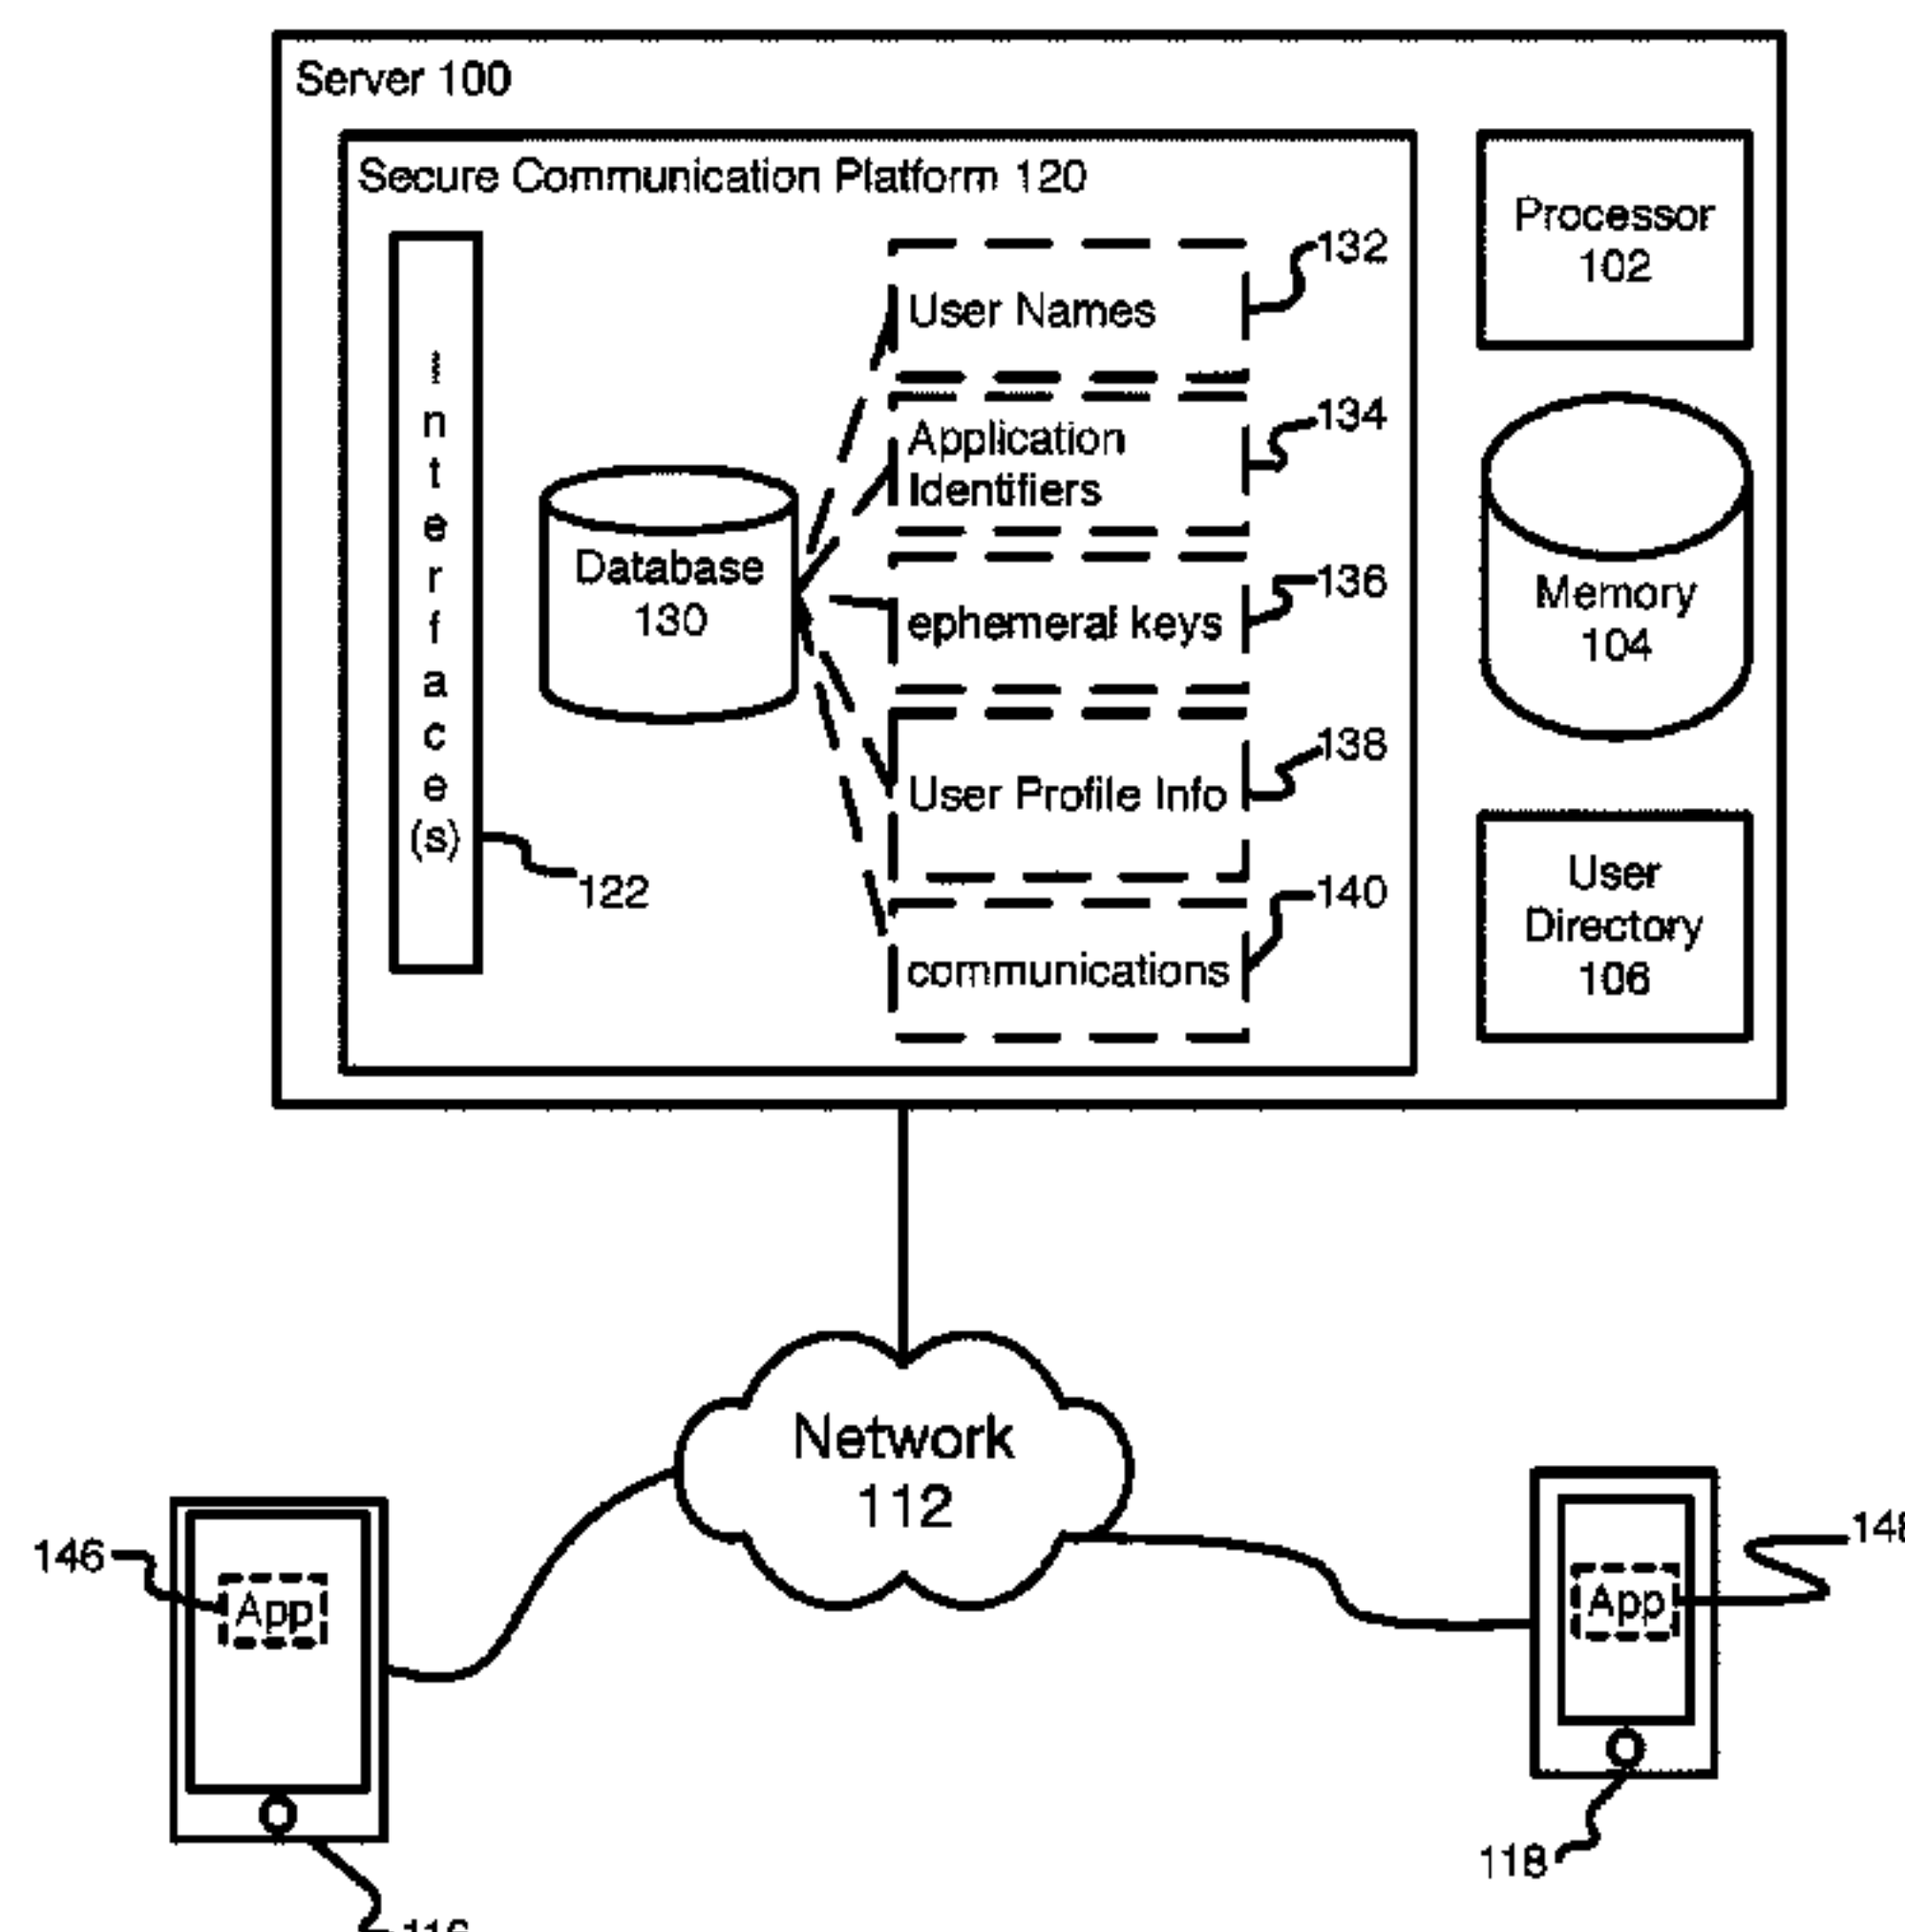 Server 100
Secure Communication Platform 120
Interface(s)
122
Database
130
User Names
132
Application
Identifiers
134
ephemeral keys
136
User Profile Info
138
communications
140
Processor
102
Memory
104
User
Directory
106
Network
112
146
App
App
118